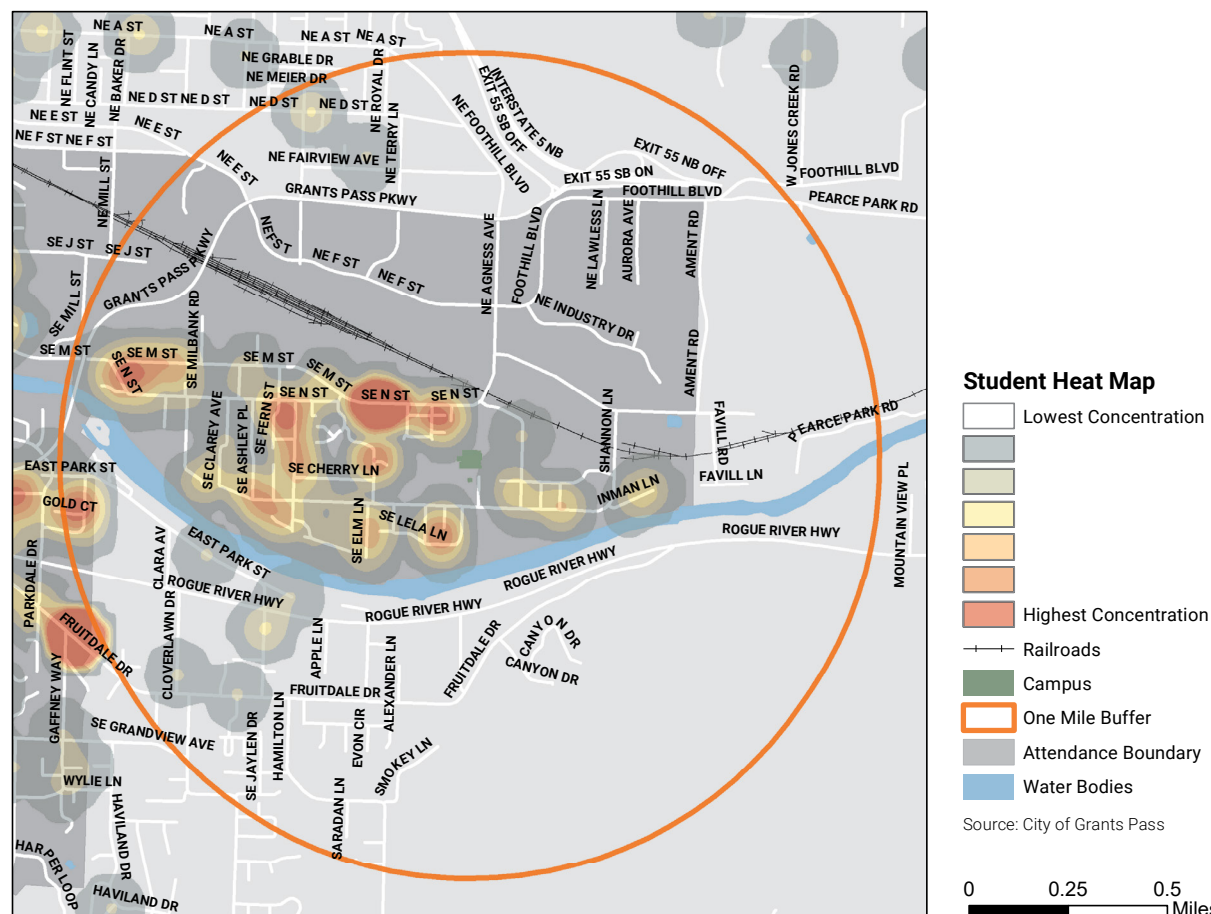 NE A ST
NE A ST
NE A ST
NE A ST
NE FLINT ST
NE CANDY LN
NE BAKER DR
NE GRABLE DR
NE MEIER DR
NE ROYAL DR
INTERSTATE 5 NB
EXIT 55 SB OFF
W JONES CREEK RD
NE D ST NE D ST
NE D ST
NE D ST
NE TERRY LN
NE FOOTHILL BLVD
NE E ST
NE E ST
NE F ST NE F ST
NE E ST
NE FAIRVIEW AVE
EXIT 55 NB OFF
EXIT 55 SB ON
FOOTHILL BLVD
FOOTHILL BLVD
PEARCE PARK RD
NE MILL ST
GRANTS PASS PKWY
NE F ST
NE F ST
NE F ST
NE AGNESS AVE
FOOTHILL BLVD
NE LAWLESS LN
AURORA AVE
AMENT RD
SE J ST
SE J ST
GRANTS PASS PKWY
SE MILL ST
NE INDUSTRY DR
SE M ST
SE M ST
SE N ST
SE MILBANK RD
SE M ST
SE M ST
SE N ST
SE N ST
SE N ST
AMENT RD
SE CLAREY AVE
SE ASHLEY PL
SE FERN ST
SE CHERRY LN
SHANNON LN
FAVILL RD
PEARCE PARK RD
FAVILL LN
INMAN LN
EAST PARK ST
GOLD CT
SE ELM LN
SE LELA LN
MOUNTAIN VIEW PL
PARKDALE DR
CLARA AV
EAST PARK ST
ROGUE RIVER HWY
ROGUE RIVER HWY
ROGUE RIVER HWY
ROGUE RIVER HWY
FRUITDALE DR
CLOVERLAWN DR
APPLE LN
ALEXANDER LN
FRUITDALE DR
CANYON DR
CANYON DR
FRUITDALE DR
GAFFNEY WAY
SE GRANDVIEW AVE
SE JAYLEN DR
HAMILTON LN
EVON CIR
SMOKEY LN
WYLIE LN
HAVILAND DR
SARADAN LN
HARPER LOOP
HAVILAND DR
Student Heat Map
Lowest Concentration
Highest Concentration
Railroads
Campus
One Mile Buffer
Attendance Boundary
Water Bodies
Source: City of Grants Pass
0 0.25 0.5
Miles